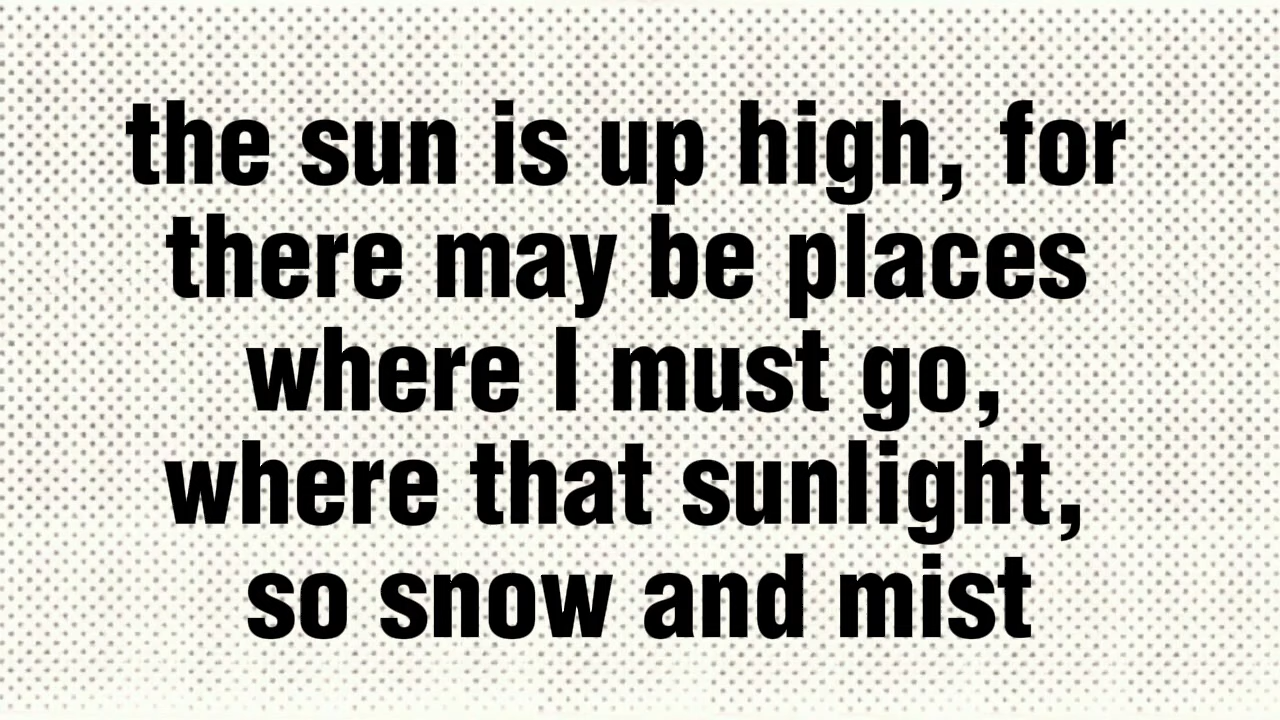 the sun is up high, for
there may be places
where I must go,
where that sunlight,
so snow and mist